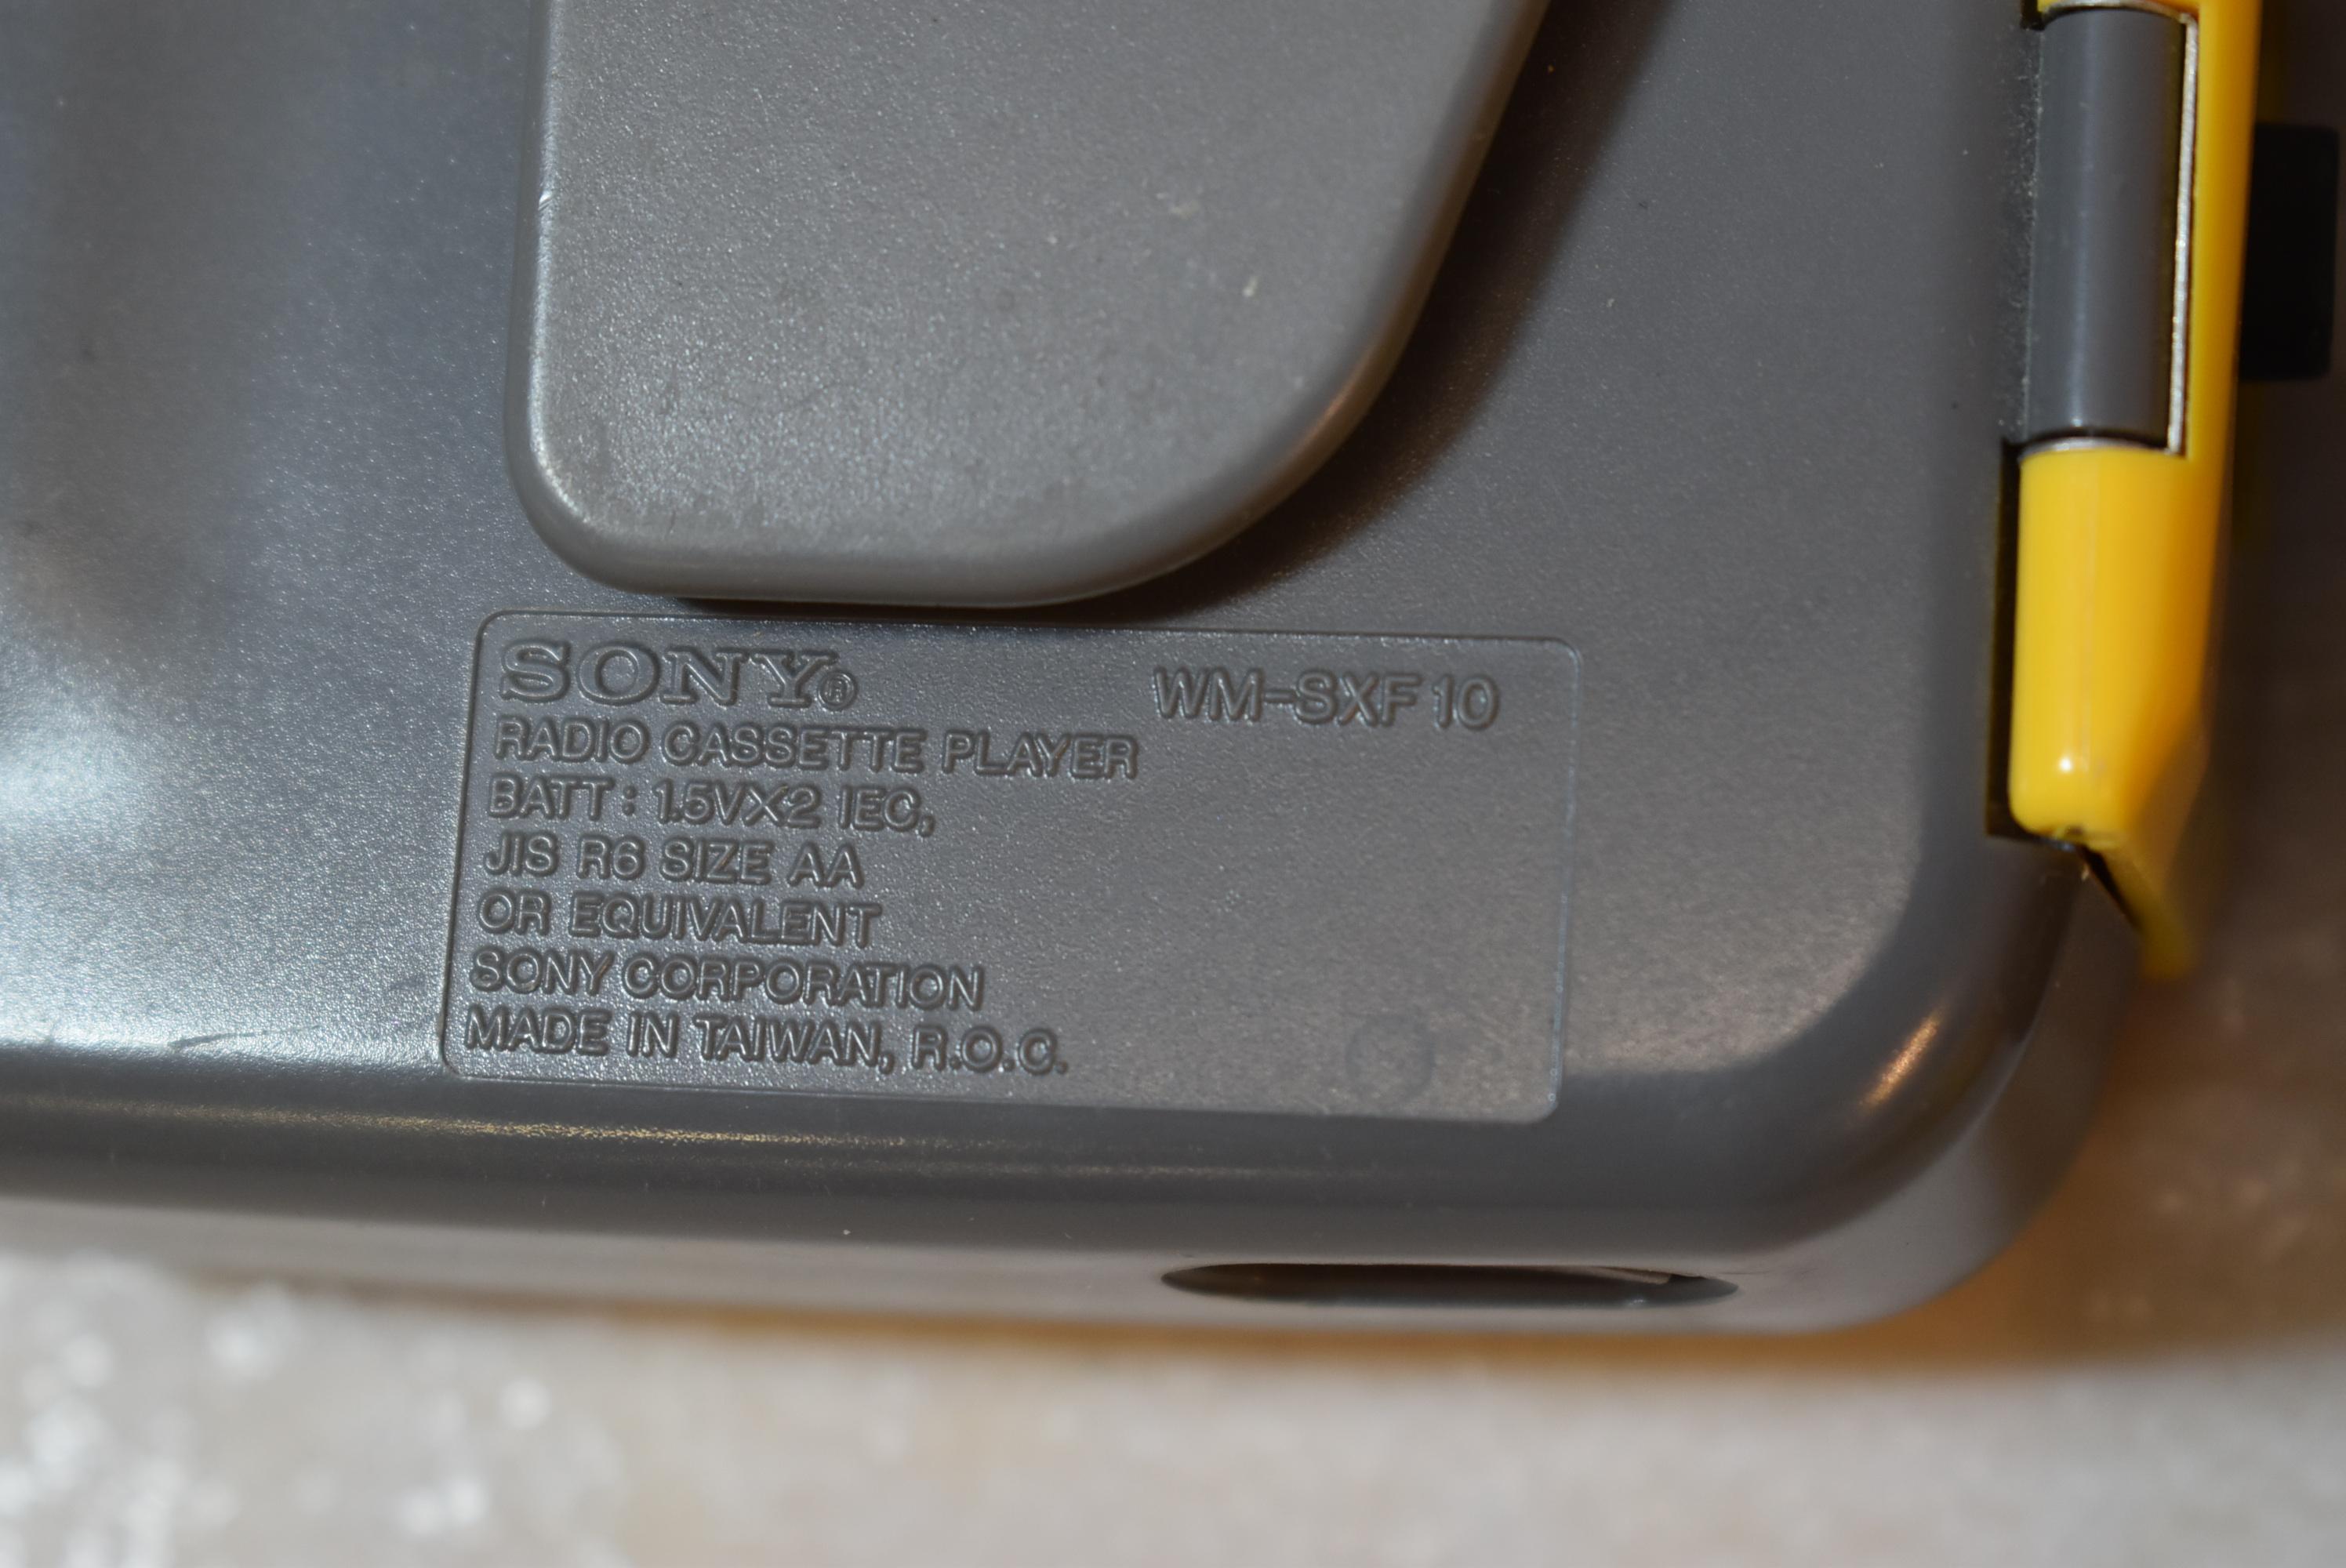 SONY® WM-SXF10
RADIO CASSETTE PLAYER
BATT : 1.5VX2 IEC,
JIS R6 SIZE AA
OR EQUIVALENT
SONY CORPORATION
MADE IN TAIWAN, R.O.C.